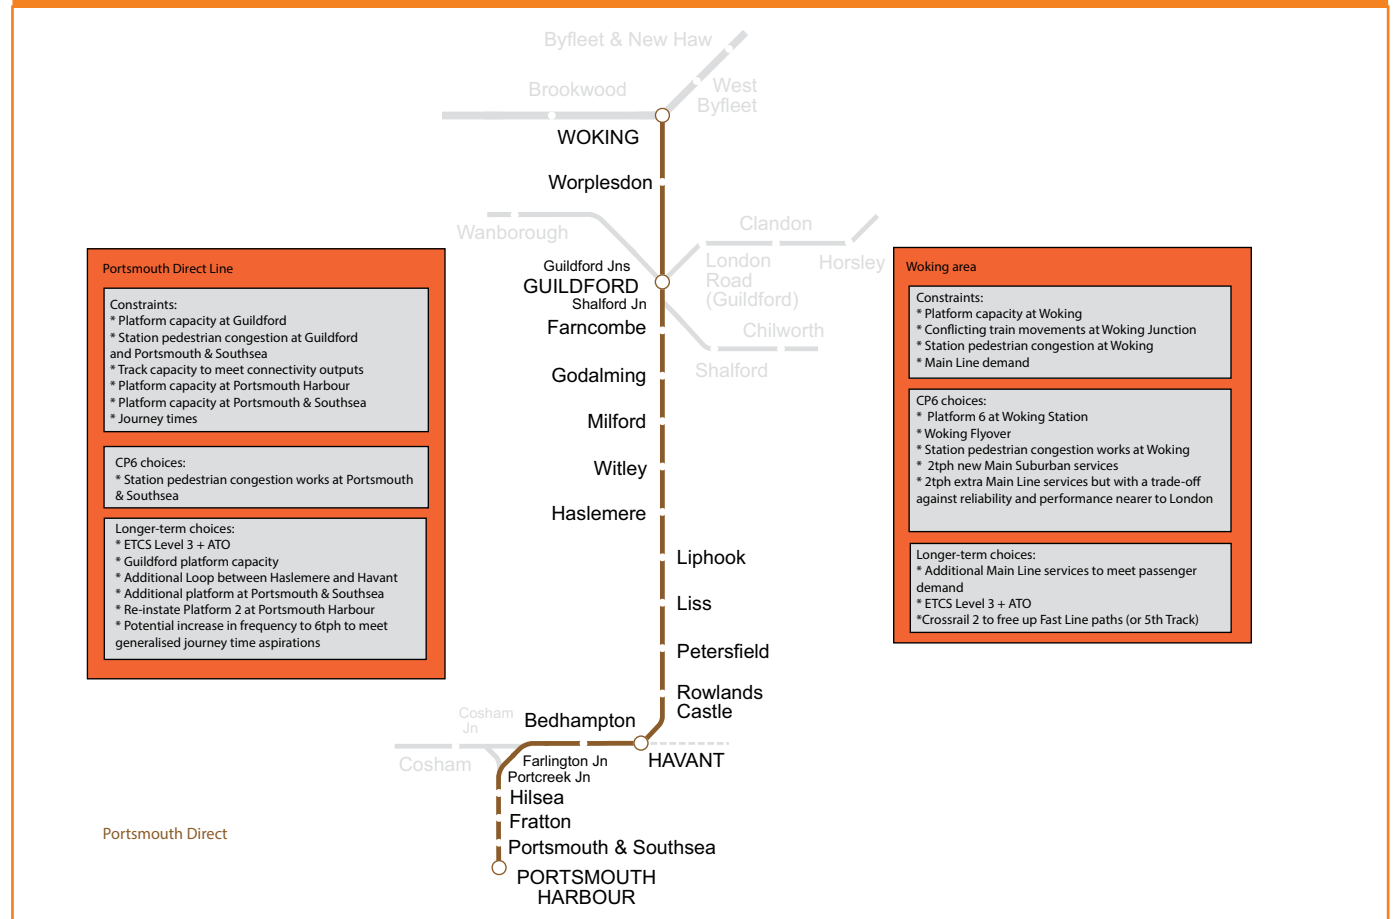 Byfleet & New Haw
Brookwood
West
Byfleet
WOKING
Worplesdon
Wanborough
Clandon
London
Road
(Guildford)
Horsley
Guildford Jns
GUILDFORD
Shalford Jn
Farncombe
Chilworth
Shalford
Godalming
Milford
Witley
Haslemere
Liphook
Liss
Petersfield
Rowlands
Castle
Cosham
Jn
Bedhampton
Cosham
HAVANT
Farlington Jn
Portcreek Jn
Hilsea
Fratton
Portsmouth & Southsea
PORTSMOUTH
HARBOUR
Portsmouth Direct Line
Constraints:
* Platform capacity at Guildford
* Station pedestrian congestion at Guildford
and Portsmouth & Southsea
* Track capacity to meet connectivity outputs
* Platform capacity at Portsmouth Harbour
* Platform capacity at Portsmouth & Southsea
* Journey times
CP6 choices:
* Station pedestrian congestion works at Portsmouth
& Southsea
Longer-term choices:
* ETCS Level 3 + ATO
* Guildford platform capacity
* Additional Loop between Haslemere and Havant
* Additional platform at Portsmouth & Southsea
* Re-instate Platform 2 at Portsmouth Harbour
* Potential increase in frequency to 6tph to meet
generalised journey time aspirations
Woking area
Constraints:
* Platform capacity at Woking
* Conflicting train movements at Woking Junction
* Station pedestrian congestion at Woking
* Main Line demand
CP6 choices:
* Platform 6 at Woking Station
* Woking Flyover
* Station pedestrian congestion works at Woking
* 2tph new Main Suburban services
* 2tph extra Main Line services but with a trade-off
against reliability and performance nearer to London
Longer-term choices:
* Additional Main Line services to meet passenger
demand
* ETCS Level 3 + ATO
*Crossrail 2 to free up Fast Line paths (or 5th Track)
Portsmouth Direct